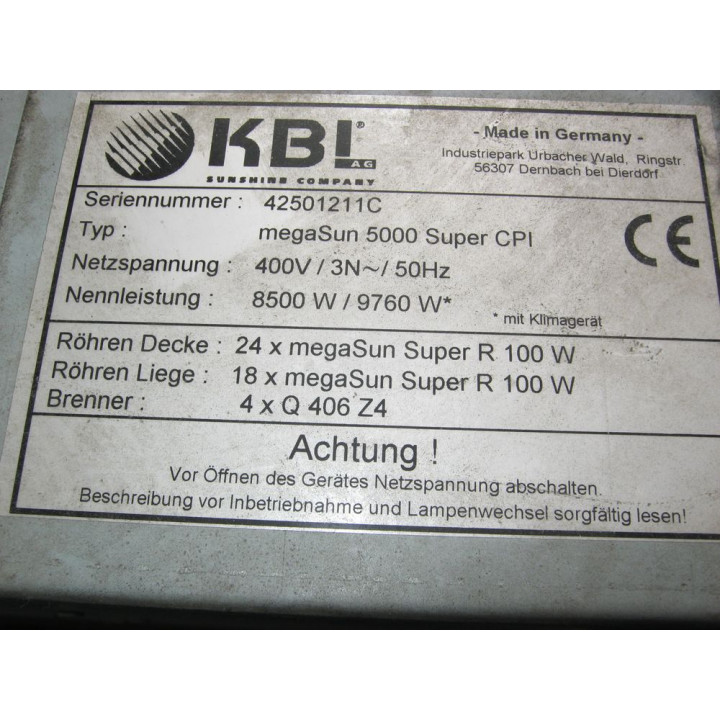 KBL®
AG
SUNSHINE COMPANY
- Made in Germany -
Industriepark Urbacher Wald, Ringstr.
56307 Dernbach bei Dierdorf
Seriennummer : 42501211C
Typ : megaSun 5000 Super CPI
Netzspannung : 400V / 3N~/ 50Hz
Nennleistung : 8500 W / 9760 W*
* mit Klimagerät
CE
Röhren Decke : 24 x megaSun Super R 100 W
Röhren Liege : 18 x megaSun Super R 100 W
Brenner : 4 x Q 406 Z4
Achtung !
Vor Öffnen des Gerätes Netzspannung abschalten.
Beschreibung vor Inbetriebnahme und Lampenwechsel sorgfältig lesen!